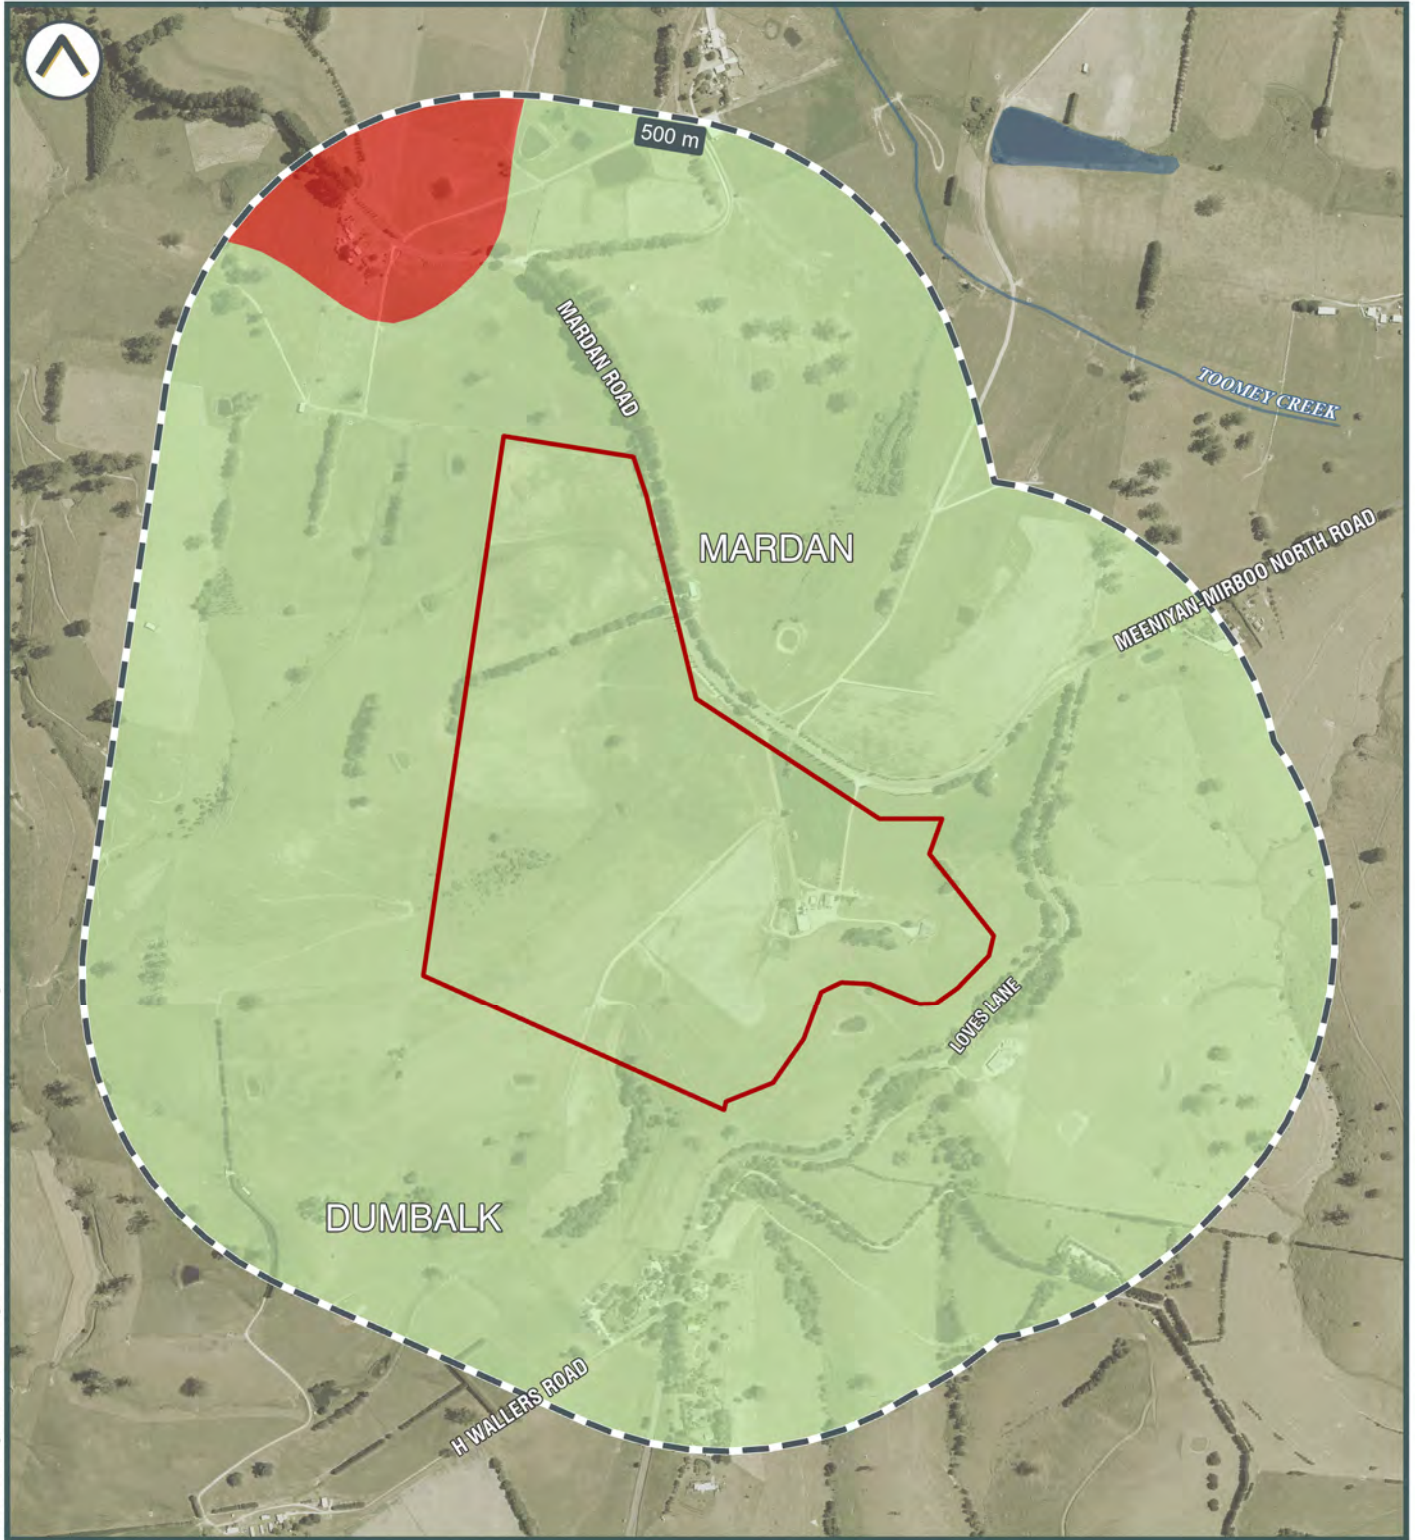 500 m
MARDAN ROAD
TOOMEY CREEK
MARDAN
MEENIYAN-MIRBOO NORTH ROAD
LOVES LANE
DUMBALK
H WALLERS ROAD